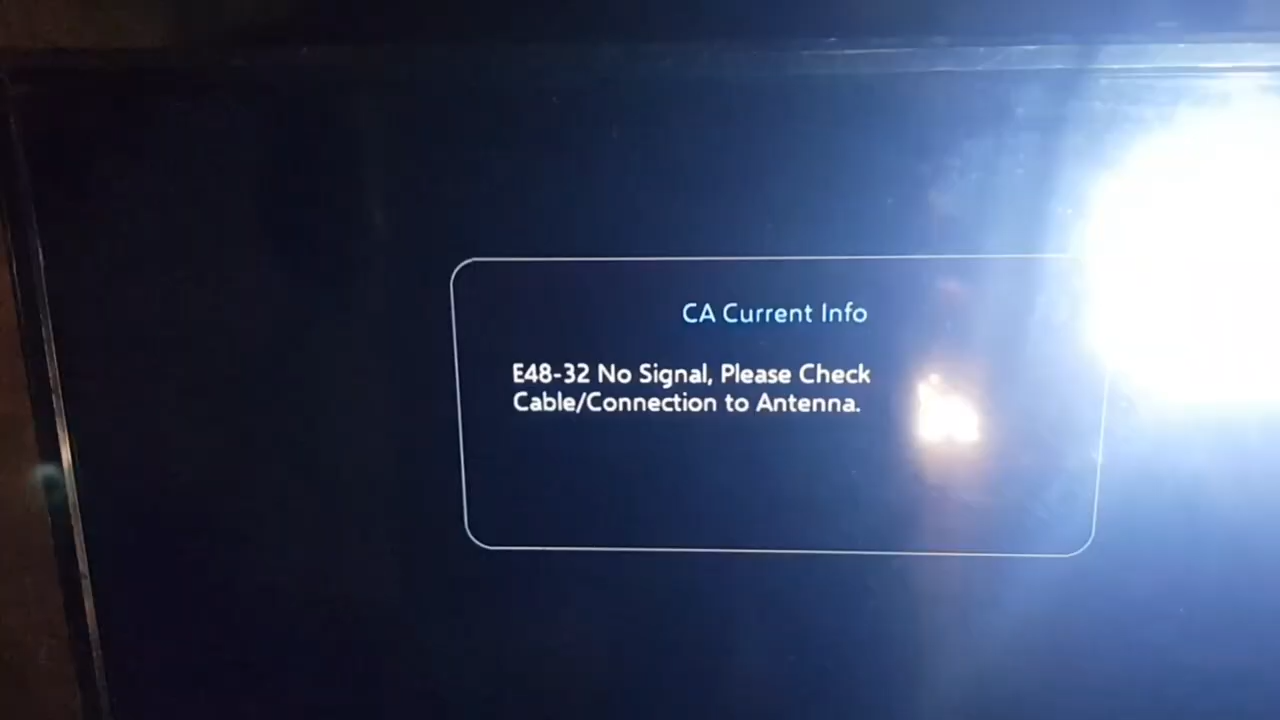 CA Current Info
E48-32 No Signal, Please Check
Cable/Connection to Antenna.